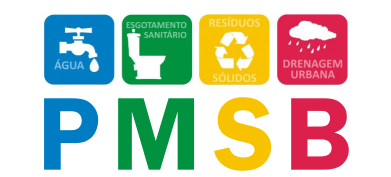 ÁGUA
ESGOTAMENTO
SANITÁRIO
RESÍDUOS
SÓLIDOS
DRENAGEM
URBANA
PMSB